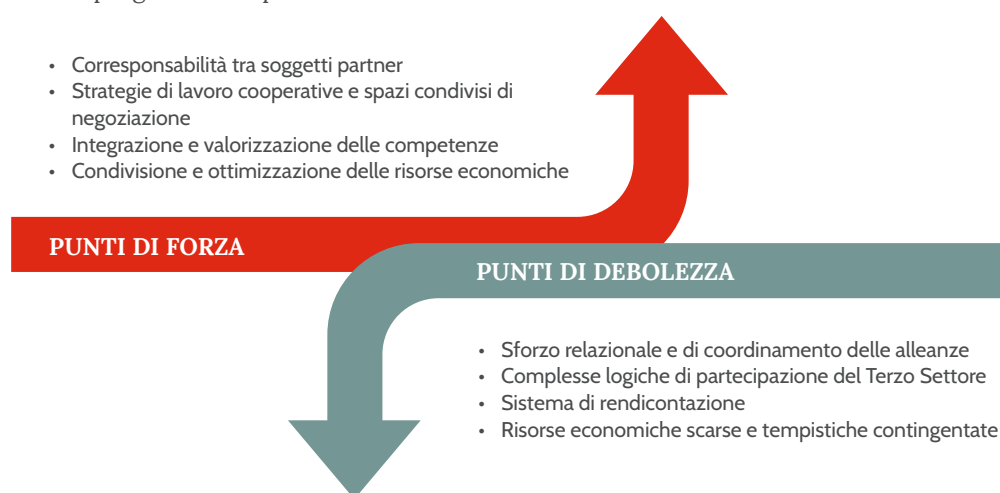 • Corresponsabilità tra soggetti partner
• Strategie di lavoro cooperative e spazi condivisi di
negoziazione
• Integrazione e valorizzazione delle competenze
• Condivisione e ottimizzazione delle risorse economiche
PUNTI DI FORZA
PUNTI DI DEBOLEZZA
• Sforzo relazionale e di coordinamento delle alleanze
• Complesse logiche di partecipazione del Terzo Settore
• Sistema di rendicontazione
• Risorse economiche scarse e tempistiche contingentate